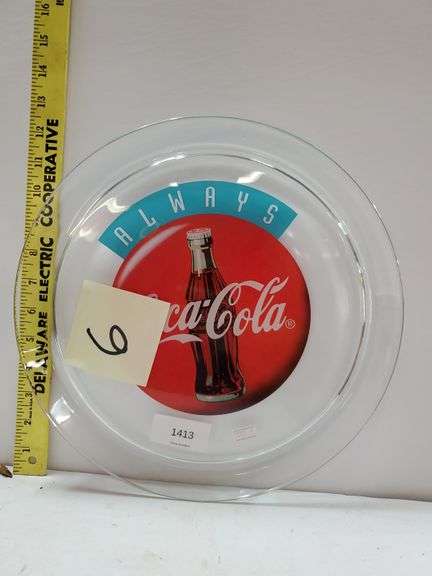 DELAWARE ELECTRIC COOPERATIVE
ALWAYS
Coca-Cola®
6
1413